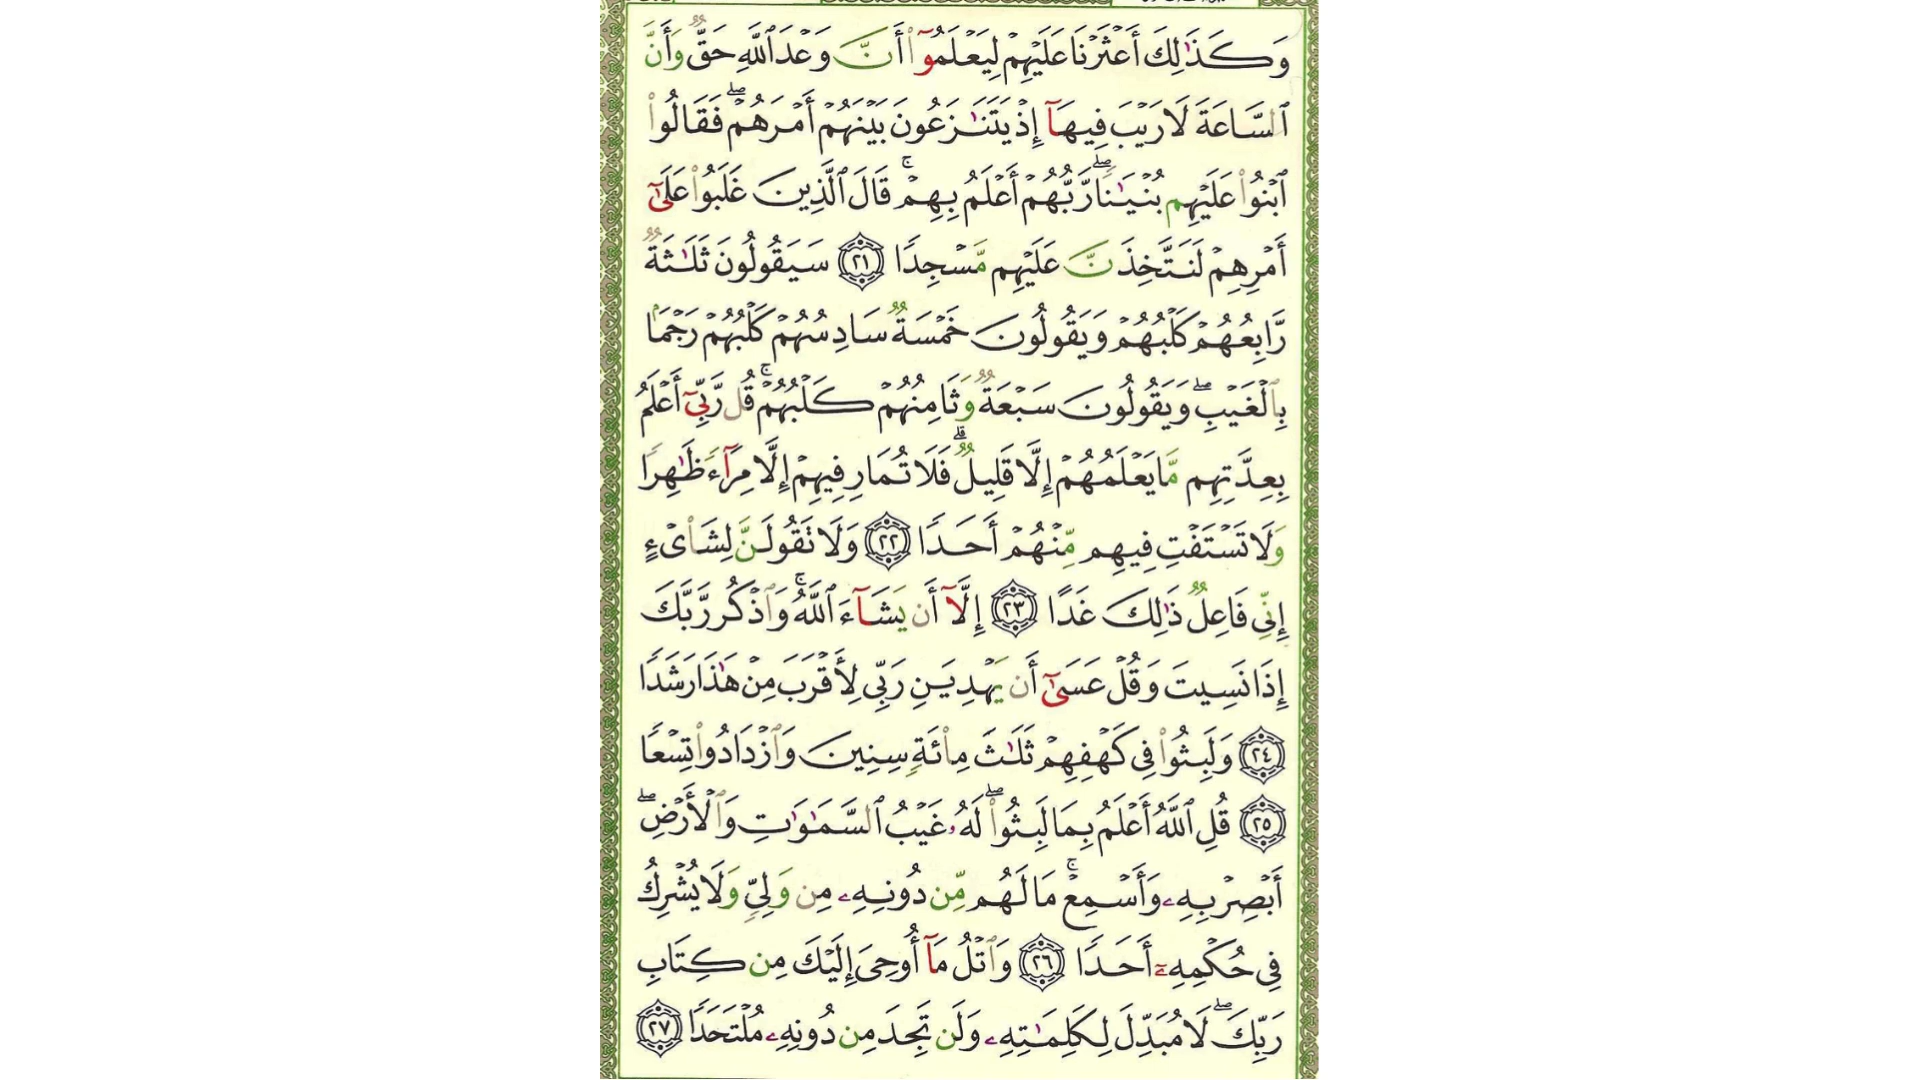 وَكَذَٰلِكَ أَعْثَرْنَا عَلَيْهِمْ لِيَعْلَمُوٓا۟ أَنَّ وَعْدَ ٱللَّهِ حَقٌّ وَأَنَّ
ٱلسَّاعَةَ لَا رَيْبَ فِيهَآ إِذْ يَتَنَٰزَعُونَ بَيْنَهُمْ أَمْرَهُمْ ۖ فَقَالُوا۟
ٱبْنُوا۟ عَلَيْهِم بُنْيَٰنًا ۖ رَّبُّهُمْ أَعْلَمُ بِهِمْ ۚ قَالَ ٱلَّذِينَ غَلَبُوا۟ عَلَىٰٓ
أَمْرِهِمْ لَنَتَّخِذَنَّ عَلَيْهِم مَّسْجِدًا ٢١ سَيَقُولُونَ ثَلَٰثَةٌ
رَّابِعُهُمْ كَلْبُهُمْ وَيَقُولُونَ خَمْسَةٌ سَادِسُهُمْ كَلْبُهُمْ رَجْمًۢا
بِٱلْغَيْبِ ۖ وَيَقُولُونَ سَبْعَةٌ وَثَامِنُهُمْ كَلْبُهُمْ ۚ قُل رَّبِّىٓ أَعْلَمُ
بِعِدَّتِهِم مَّا يَعْلَمُهُمْ إِلَّا قَلِيلٌ ۗ فَلَا تُمَارِ فِيهِمْ إِلَّا مِرَآءً ظَٰهِرًا
وَلَا تَسْتَفْتِ فِيهِم مِّنْهُمْ أَحَدًا ٢٢ وَلَا تَقُولَنَّ لِشَا۟ىْءٍ
إِنِّى فَاعِلٌ ذَٰلِكَ غَدًا ٢٣ إِلَّآ أَن يَشَآءَ ٱللَّهُ ۚ وَٱذْكُر رَّبَّكَ
إِذَا نَسِيتَ وَقُلْ عَسَىٰٓ أَن يَهْدِيَنِ رَبِّى لِأَقْرَبَ مِنْ هَٰذَا رَشَدًا
٢٤ وَلَبِثُوا۟ فِى كَهْفِهِمْ ثَلَٰثَ مِا۟ئَةٍ سِنِينَ وَٱزْدَادُوا۟ تِسْعًا
٢٥ قُلِ ٱللَّهُ أَعْلَمُ بِمَا لَبِثُوا۟ ۖ لَهُۥ غَيْبُ ٱلسَّمَٰوَٰتِ وَٱلْأَرْضِ ۖ
أَبْصِرْ بِهِۦ وَأَسْمِعْ ۚ مَا لَهُم مِّن دُونِهِۦ مِن وَلِىٍّ وَلَا يُشْرِكُ
فِى حُكْمِهِۦٓ أَحَدًا ٢٦ وَٱتْلُ مَآ أُوحِىَ إِلَيْكَ مِن كِتَابِ
رَبِّكَ ۖ لَا مُبَدِّلَ لِكَلِمَٰتِهِۦ وَلَن تَجِدَ مِن دُونِهِۦ مُلْتَحَدًا ٢٧